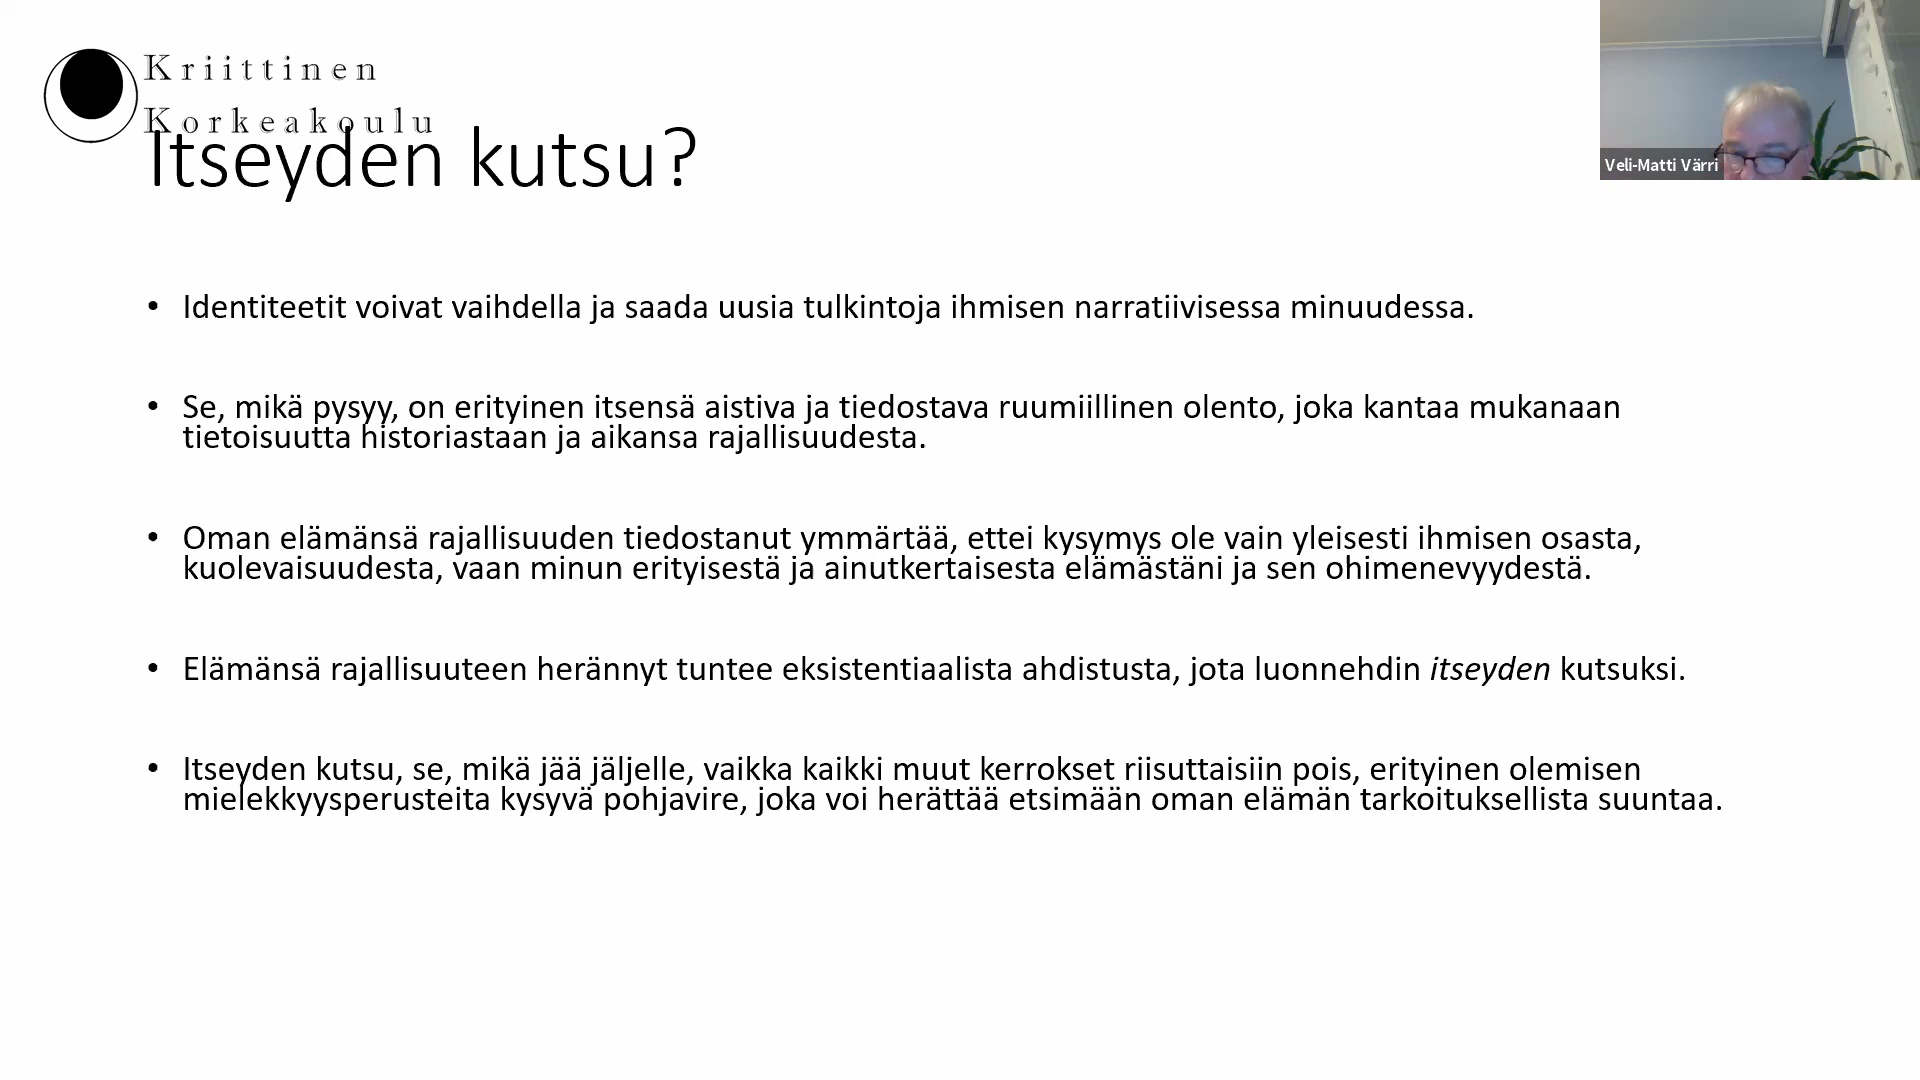 Kriittinen
Korkeakoulu
Itseyden kutsu?
Veli-Matti Värri
• Identiteetit voivat vaihdella ja saada uusia tulkintoja ihmisen narratiivisessa minuudessa.
• Se, mikä pysyy, on erityinen itsensä aistiva ja tiedostava ruumiillinen olento, joka kantaa mukanaan
tietoisuutta historiastaan ja aikansa rajallisuudesta.
• Oman elämänsä rajallisuuden tiedostanut ymmärtää, ettei kysymys ole vain yleisesti ihmisen osasta,
kuolevaisuudesta, vaan minun erityisestä ja ainutkertaisesta elämästäni ja sen ohimenevyydestä.
• Elämänsä rajallisuuteen herännyt tuntee eksistentiaalista ahdistusta, jota luonnehdin itseyden kutsuksi.
• Itseyden kutsu, se, mikä jää jäljelle, vaikka kaikki muut kerrokset riisuttaisiin pois, erityinen olemisen
mielekkyysperusteita kysyvä pohjavire, joka voi herättää etsimään oman elämän tarkoituksellista suuntaa.